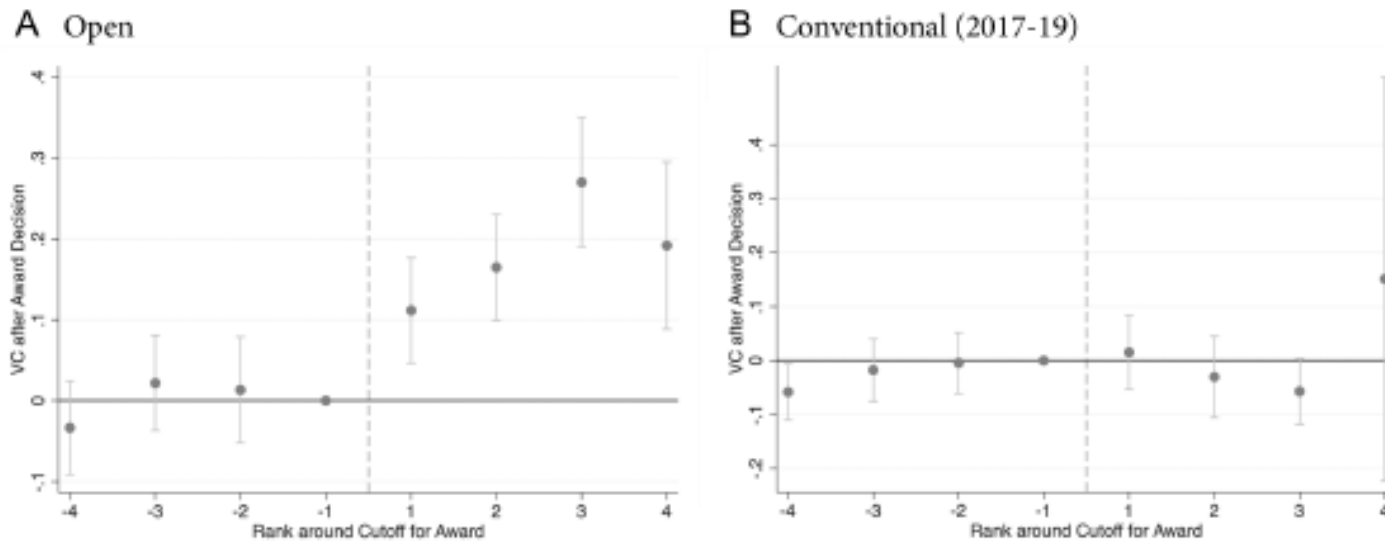 A Open
.4
.3
.2
.1
0
-.1
VC after Award Decision
-4 -3 -2 -1 1 2 3 4
Rank around Cutoff for Award
B Conventional (2017-19)
.4
.3
.2
.1
0
-.1
-.2
VC after Award Decision
-4 -3 -2 -1 1 2 3 4
Rank around Cutoff for Award